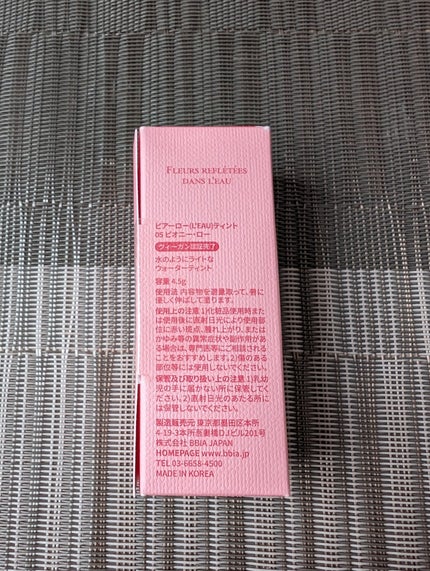 FLEURS REFLÉTÉES
DANS L'EAU
ピアーロー(L'EAU)ティント
05 ピオニー・ロー
ヴィーガン認証完了
水のようにライトな
ウォーターティント
容量 4.5g
使用法 内容物を適量取って、唇に
優しく伸ばして塗ります。
使用上の注意 1)化粧品使用時また
は使用後に直射日光により使用部
位に赤い斑点、腫れ上がり、または
かゆみ等の異常症状や副作用があ
る場合は、専門医等にご相談される
ことをおすすめします。2)傷のある
部位等には使用しないでください。
保管及び取り扱い上の注意 1)乳幼
児の手に届かない所に保管してく
ださい。2)直射日光のあたる所に
は保管しないでください。
製造販売元 東京都墨田区本所
4-19-3本所吾妻橋DJビル201号
株式会社 BBIA JAPAN
HOMEPAGE www.bbia.jp
TEL 03-6658-4500
MADE IN KOREA